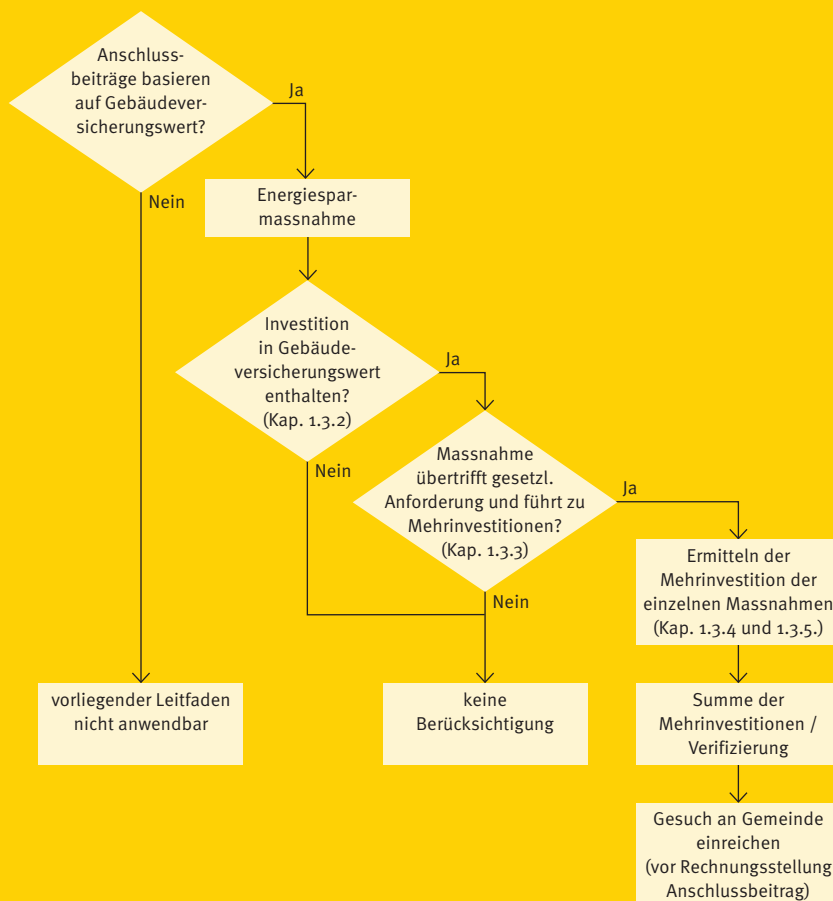 Anschluss-
beiträge basieren
auf Gebäudever-
sicherungswert?
Ja
Nein
Energiespar-
massnahme
Investition
in Gebäude-
versicherungswert
enthalten?
(Kap. 1.3.2)
Ja
Nein
Massnahme
übertrifft gesetzl.
Anforderung und führt zu
Mehrinvestitionen?
(Kap. 1.3.3)
Ja
Nein
Ermitteln der
Mehrinvestition der
einzelnen Massnahmen
(Kap. 1.3.4 und 1.3.5.)
vorliegender Leitfaden
nicht anwendbar
keine
Berücksichtigung
Summe der
Mehrinvestitionen /
Verifizierung
Gesuch an Gemeinde
einreichen
(vor Rechnungsstellung
Anschlussbeitrag)